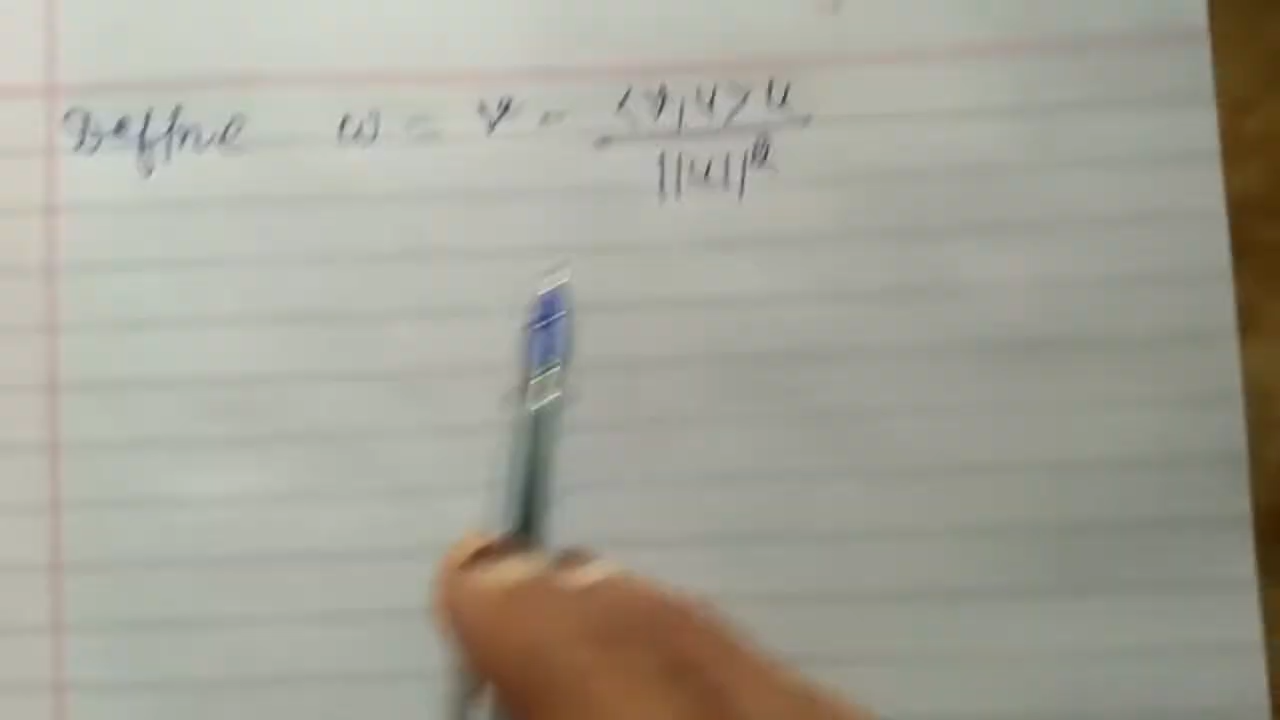 Define w = v - <v,u>u / ||u||²